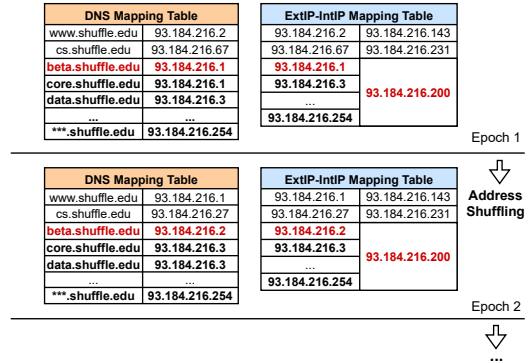 DNS Mapping Table
www.shuffle.edu 93.184.216.2
cs.shuffle.edu 93.184.216.67
beta.shuffle.edu 93.184.216.1
core.shuffle.edu 93.184.216.1
data.shuffle.edu 93.184.216.3
... ...
***.shuffle.edu 93.184.216.254
ExtIP-IntIP Mapping Table
93.184.216.2 93.184.216.143
93.184.216.67 93.184.216.231
93.184.216.1
93.184.216.3
93.184.216.200
...
93.184.216.254
Epoch 1
Address
Shuffling
DNS Mapping Table
www.shuffle.edu 93.184.216.1
cs.shuffle.edu 93.184.216.27
beta.shuffle.edu 93.184.216.2
core.shuffle.edu 93.184.216.3
data.shuffle.edu 93.184.216.3
... ...
***.shuffle.edu 93.184.216.254
ExtIP-IntIP Mapping Table
93.184.216.1 93.184.216.143
93.184.216.27 93.184.216.231
93.184.216.2
93.184.216.3
93.184.216.200
...
93.184.216.254
Epoch 2
...